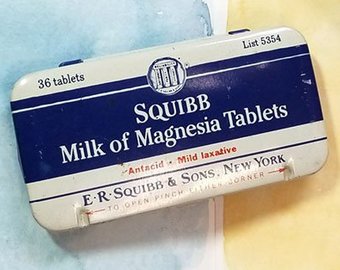 36 tablets
List 5354
SQUIBB
Milk of Magnesia Tablets
Antacid • Mild laxative
E·R·SQUIBB & SONS, NEW YORK
TO OPEN PINCH EITHER CORNER